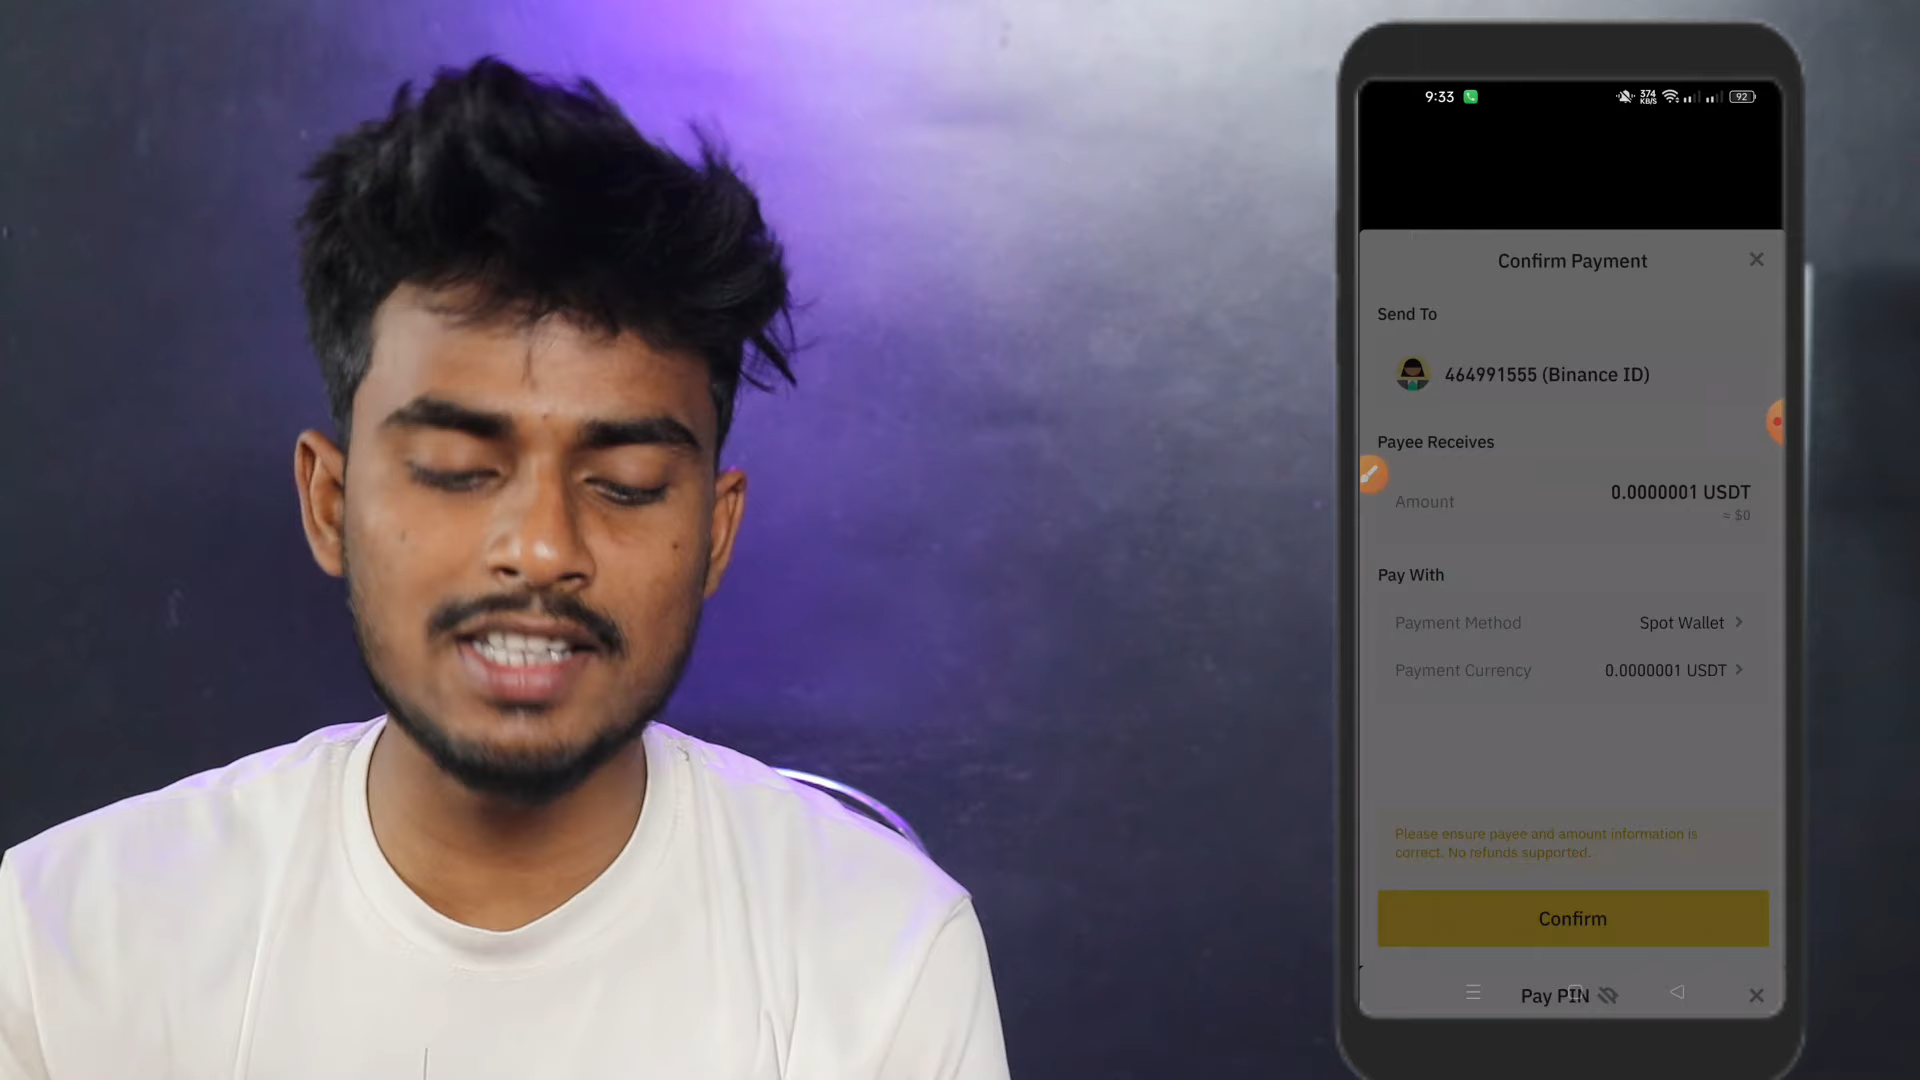 9:33
374
KB/S
92
Confirm Payment
Send To
464991555 (Binance ID)
Payee Receives
Amount
0.0000001 USDT
≈ $0
Pay With
Payment Method
Spot Wallet
Payment Currency
0.0000001 USDT
Please ensure payee and amount information is
correct. No refunds supported.
Confirm
Pay PIN